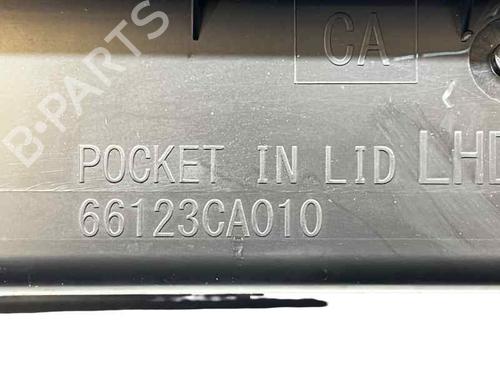 CA
POCKET IN LID LHD
66123CA010
B-PARTS